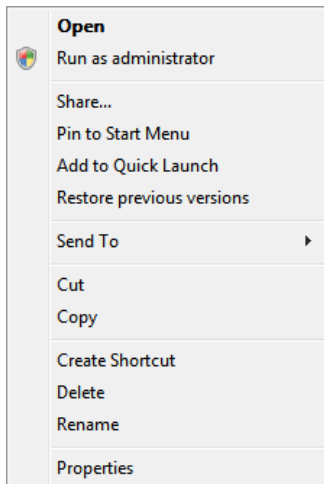 Open
Run as administrator
Share...
Pin to Start Menu
Add to Quick Launch
Restore previous versions
Send To
Cut
Copy
Create Shortcut
Delete
Rename
Properties